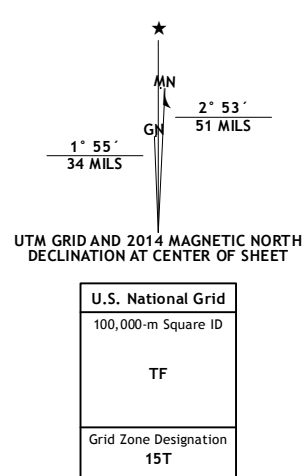 ★
MN
2° 53´
51 MILS
GN
1° 55´
34 MILS
UTM GRID AND 2014 MAGNETIC NORTH
DECLINATION AT CENTER OF SHEET
U.S. National Grid
100,000-m Square ID
TF
Grid Zone Designation
15T